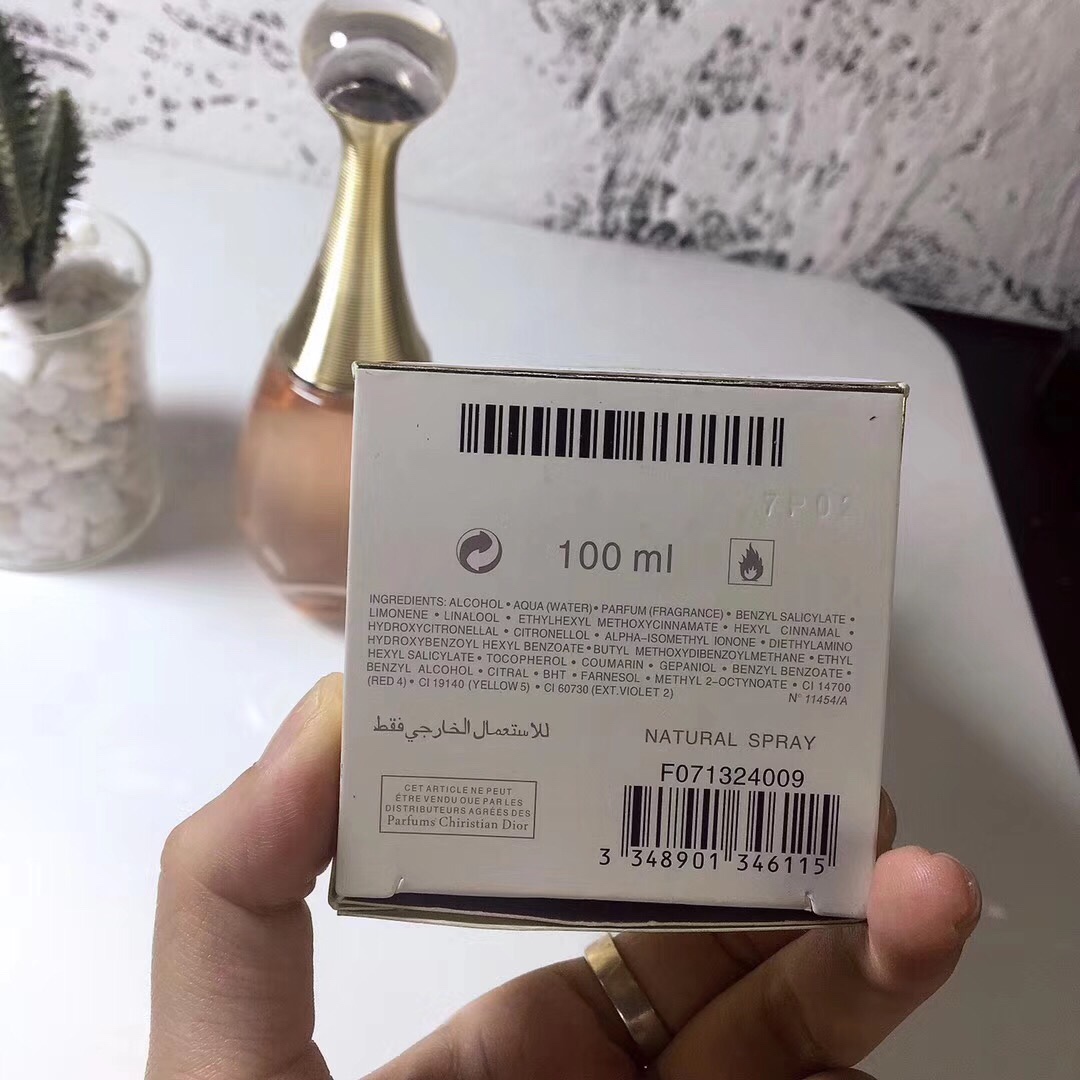 7P02
100 ml
INGREDIENTS: ALCOHOL • AQUA (WATER) • PARFUM (FRAGRANCE) • BENZYL SALICYLATE •
LIMONENE • LINALOOL • ETHYLHEXYL METHOXYCINNAMATE • HEXYL CINNAMAL •
HYDROXYCITRONELLAL • CITRONELLOL • ALPHA-ISOMETHYL IONONE • DIETHYLAMINO
HYDROXYBENZOYL HEXYL BENZOATE • BUTYL METHOXYDIBENZOYLMETHANE • ETHYL
HEXYL SALICYLATE • TOCOPHEROL • COUMARIN • GEPANIOL • BENZYL BENZOATE •
BENZYL ALCOHOL • CITRAL • BHT • FARNESOL • METHYL 2-OCTYNOATE • CI 14700
(RED 4) • CI 19140 (YELLOW 5) • CI 60730 (EXT.VIOLET 2)
N° 11454/A
للاستعمال الخارجي فقط
NATURAL SPRAY
F071324009
CET ARTICLE NE PEUT
ÊTRE VENDU QUE PAR LES
DISTRIBUTEURS AGRÉES DES
Parfums Chiristian Dior
3 348901 346115